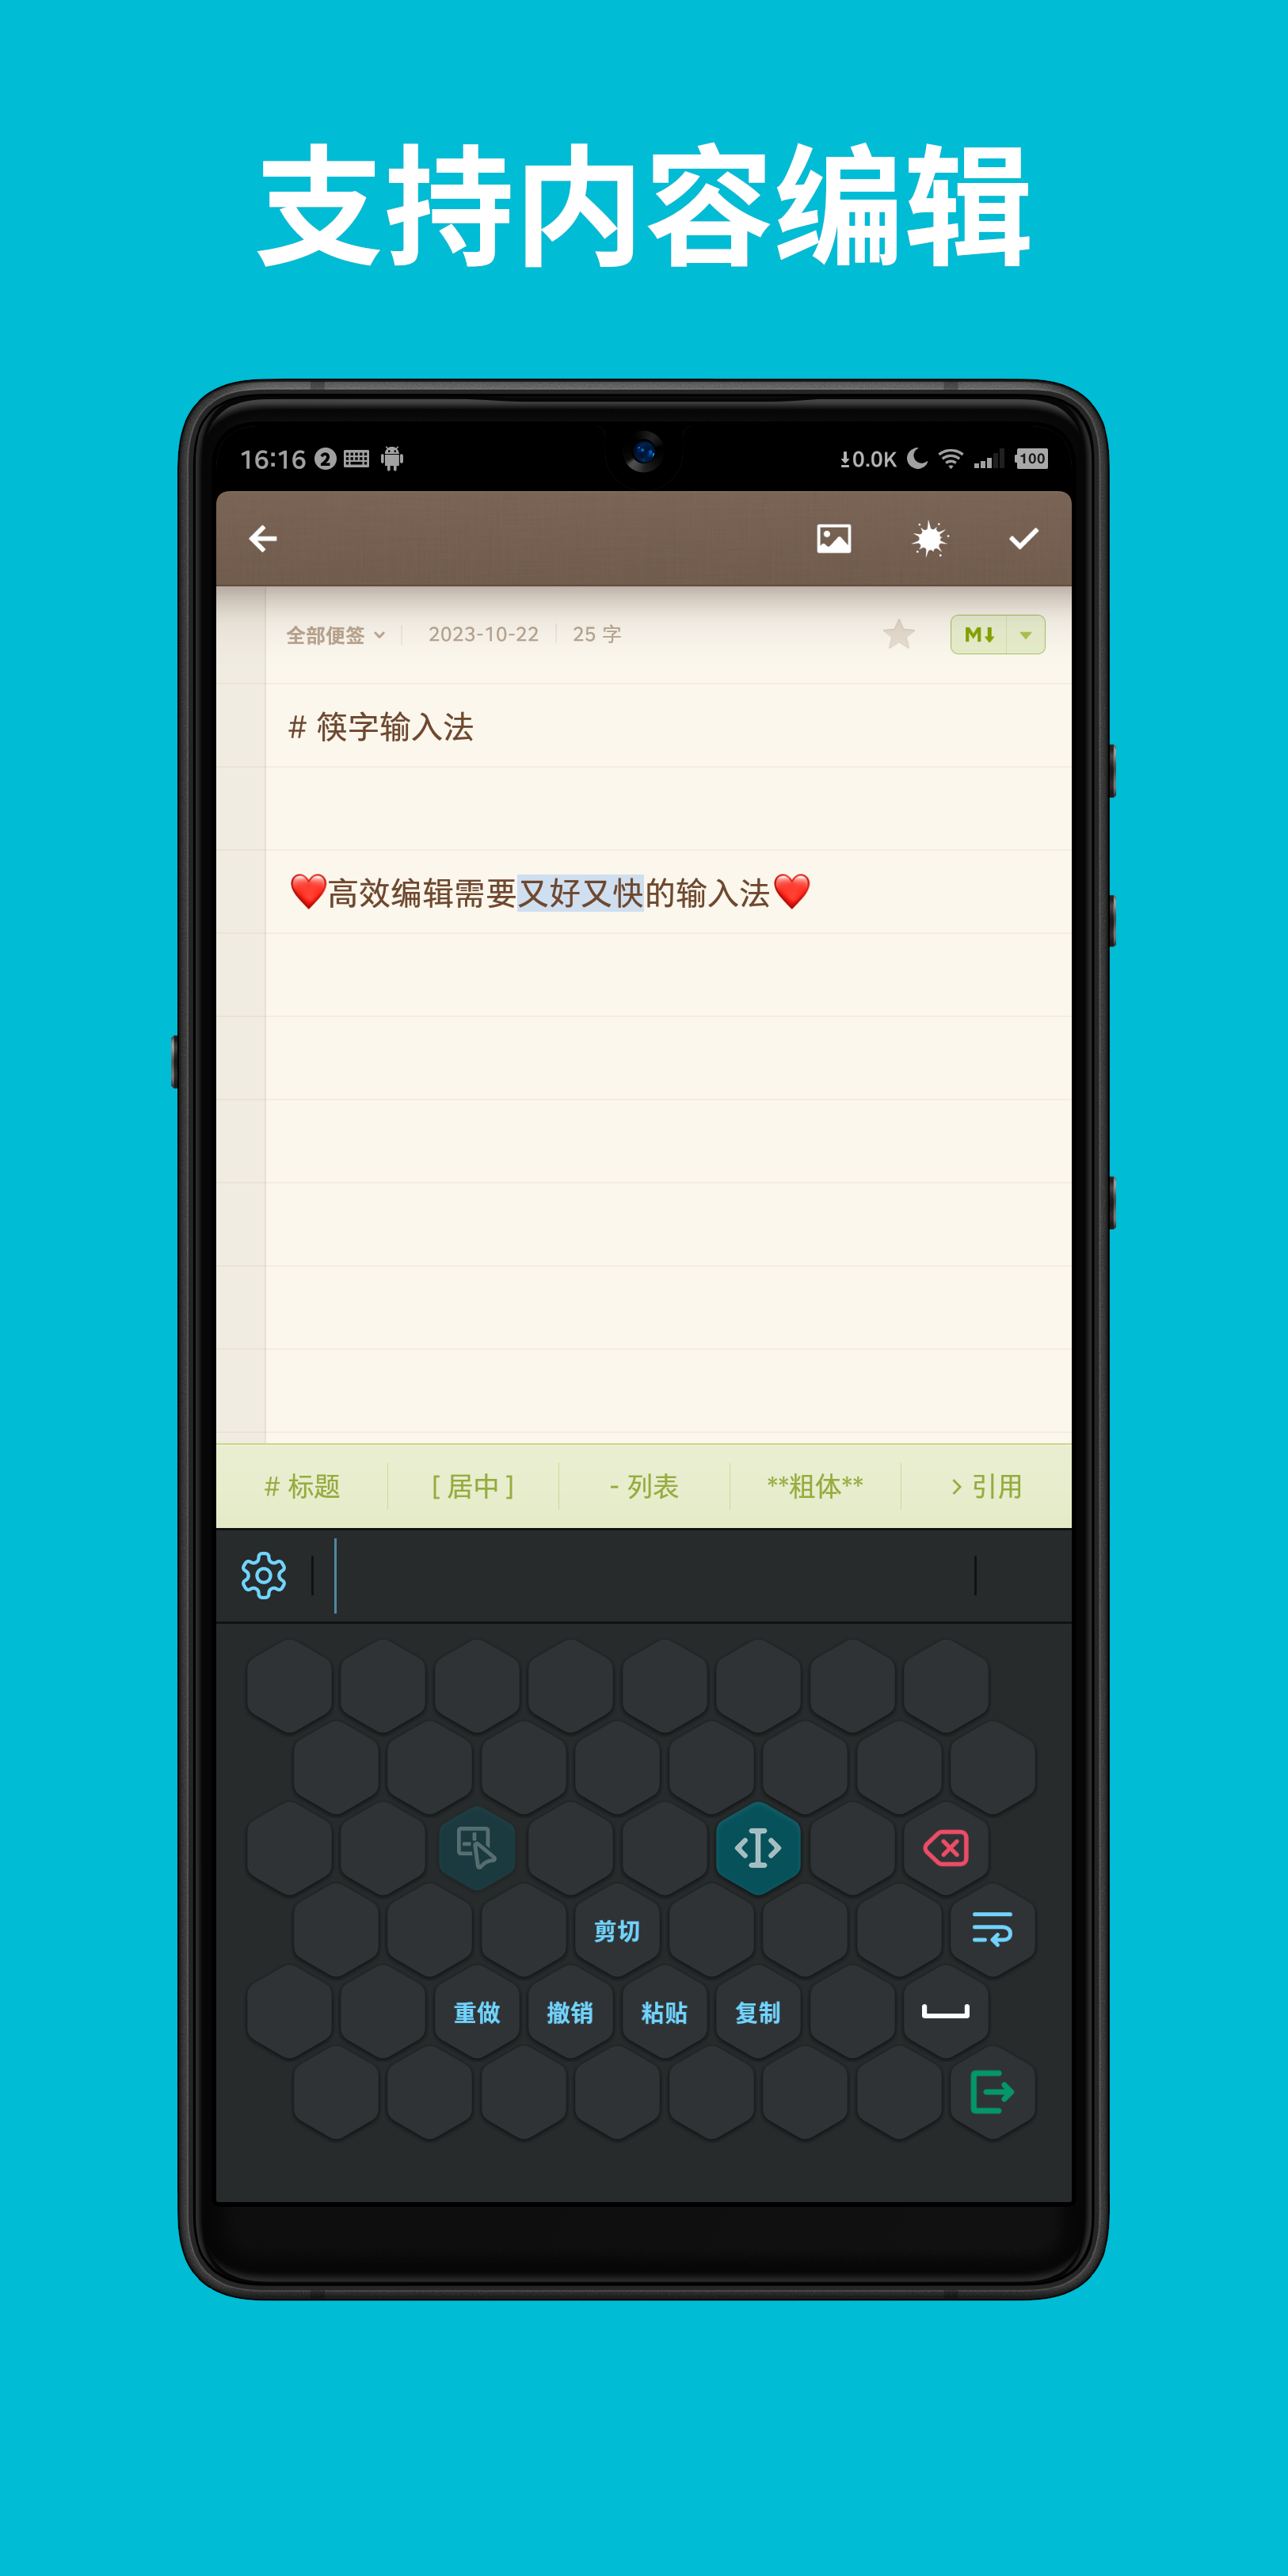 支持内容编辑
16:16 2 0.0K 100
全部便签 2023-10-22 25 字 M↓
# 筷字输入法
❤️高效编辑需要又好又快的输入法❤️
# 标题 [ 居中 ] - 列表 **粗体** > 引用
剪切
重做 撤销 粘贴 复制